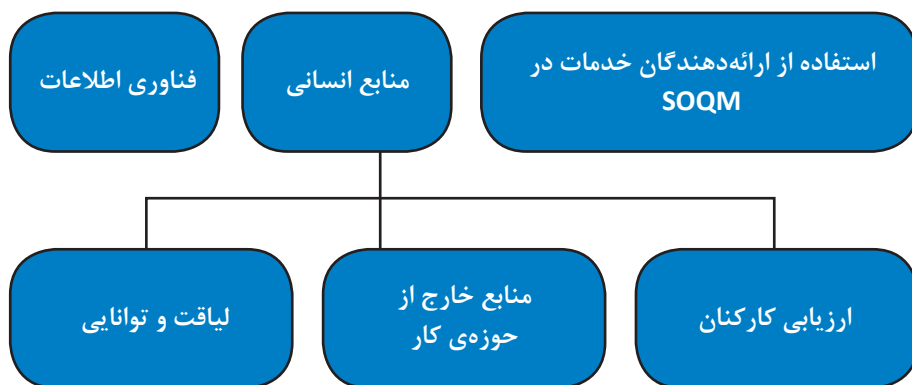 استفاده از ارائه‌دهندگان خدمات در
SOQM
منابع انسانی
فناوری اطلاعات
ارزیابی کارکنان
منابع خارج از
حوزه‌ی کار
لیاقت و توانایی